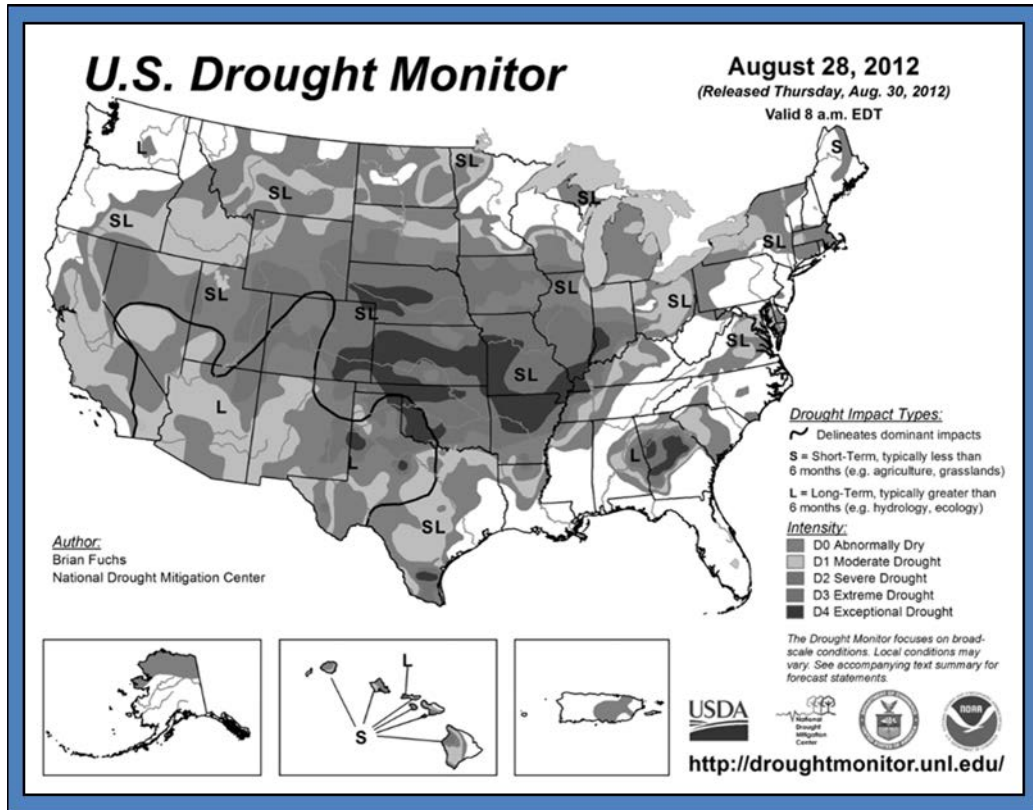 U.S. Drought Monitor
August 28, 2012
(Released Thursday, Aug. 30, 2012)
Valid 8 a.m. EDT
L
SL
SL
SL
SL
S
SL
SL
SL
SL
SL
SL
SL
L
L
SL
L
Drought Impact Types:
Delineates dominant impacts
S = Short-Term, typically less than
6 months (e.g. agriculture, grasslands)
L = Long-Term, typically greater than
6 months (e.g. hydrology, ecology)
Intensity:
D0 Abnormally Dry
D1 Moderate Drought
D2 Severe Drought
D3 Extreme Drought
D4 Exceptional Drought
Author:
Brian Fuchs
National Drought Mitigation Center
The Drought Monitor focuses on broad-
scale conditions. Local conditions may
vary. See accompanying text summary for
forecast statements.
L
S
USDA
National
Drought
Mitigation
Center
NOAA
http://droughtmonitor.unl.edu/